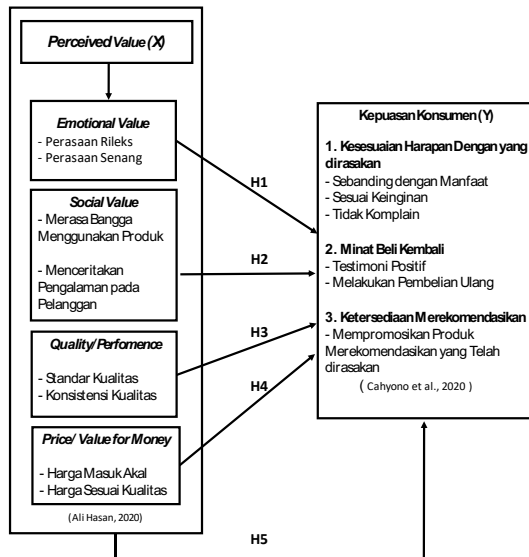 Perceived Value (X)
Emotional Value
- Perasaan Rileks
- Perasaan Senang
Social Value
- Merasa Bangga
Menggunakan Produk
- Menceritakan
Pengalaman pada
Pelanggan
Quality/Perfomence
- Standar Kualitas
- Konsistensi Kualitas
Price/ Value for Money
- Harga Masuk Akal
- Harga Sesuai Kualitas
(Ali Hasan, 2020)
H1
H2
H3
H4
H5
Kepuasan Konsumen (Y)
1. Kesesuaian Harapan Dengan yang
dirasakan
- Sebanding dengan Manfaat
- Sesuai Keinginan
- Tidak Komplain
2. Minat Beli Kembali
- Testimoni Positif
- Melakukan Pembelian Ulang
3. Ketersediaan Merekomendasikan
- Mempromosikan Produk
Merekomendasikan yang Telah
dirasakan
( Cahyono et al., 2020 )